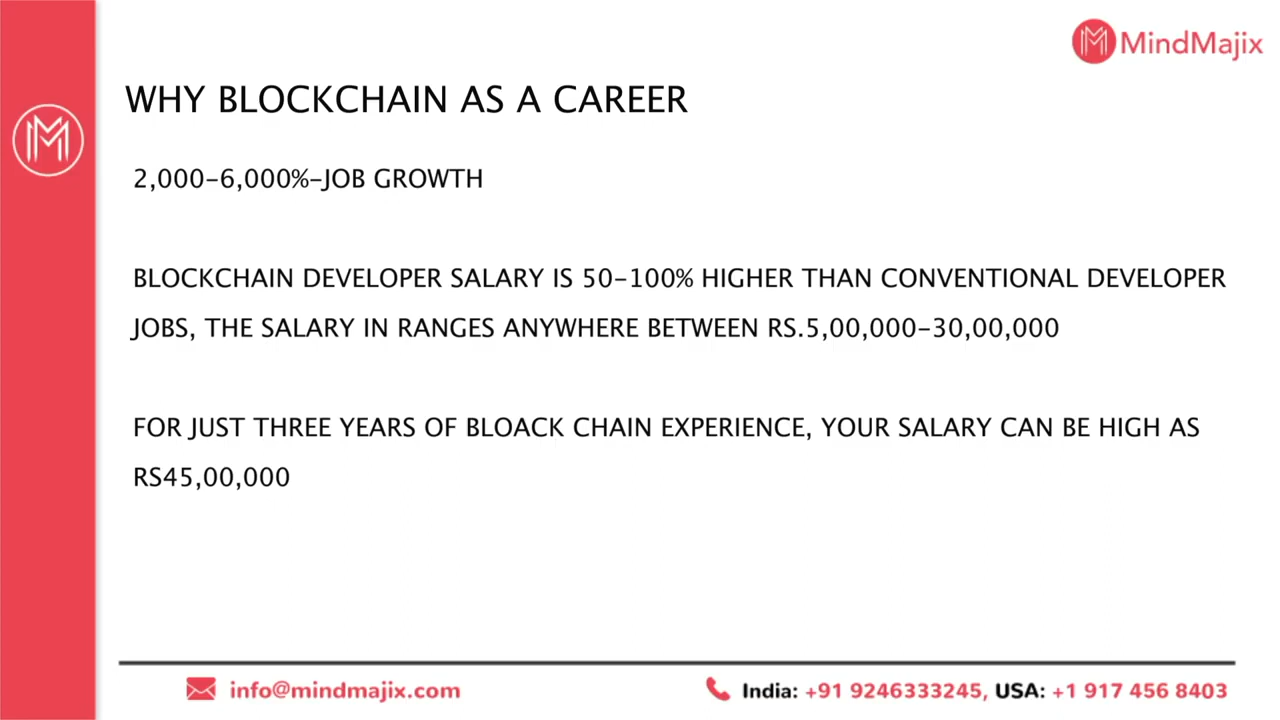 MindMajix
WHY BLOCKCHAIN AS A CAREER
2,000-6,000%-JOB GROWTH
BLOCKCHAIN DEVELOPER SALARY IS 50-100% HIGHER THAN CONVENTIONAL DEVELOPER
JOBS, THE SALARY IN RANGES ANYWHERE BETWEEN RS.5,00,000-30,00,000
FOR JUST THREE YEARS OF BLOACK CHAIN EXPERIENCE, YOUR SALARY CAN BE HIGH AS
RS45,00,000
info@mindmajix.com
India: +91 9246333245, USA: +1 917 456 8403